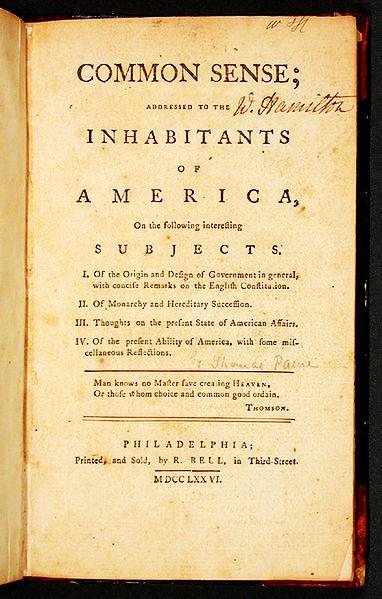 COMMON SENSE;
ADDRESSED TO THE
W. Hamilton
INHABITANTS
OF
AMERICA,
On the following intereſting
SUBJECTS.
I. Of the Origin and Deſign of Government in general,
with conciſe Remarks on the Engliſh Conſtitution.
II. Of Monarchy and Hereditary Succeſſion.
III. Thoughts on the preſent State of American Affairs.
IV. Of the preſent Ability of America, with ſome miſ-
cellaneous Reflections.
Thomas Paine
Man knows no Maſter ſave creating HEAVEN,
Or thoſe whom choice and common good ordain.
THOMSON.
PHILADELPHIA;
Printed, and Sold, by R. BELL, in Third-Street.
MDCCLXXVI.